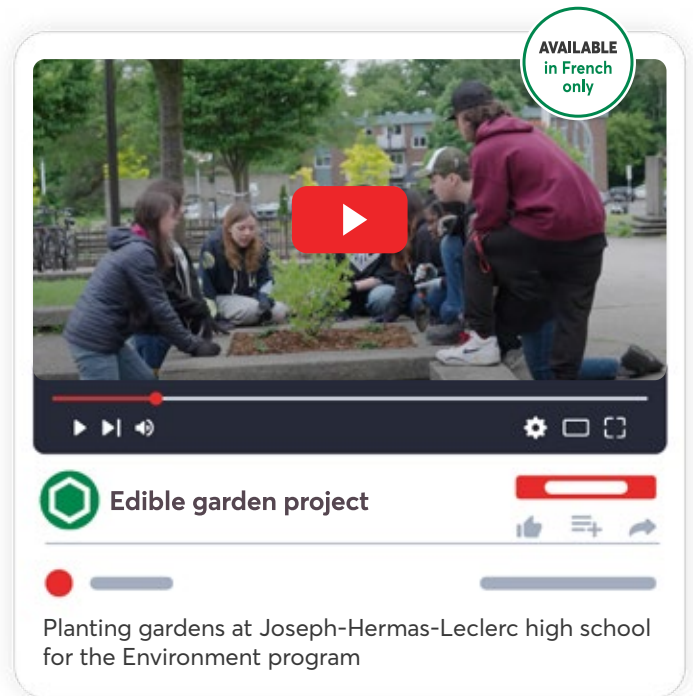 AVAILABLE
in French
only
Edible garden project
Planting gardens at Joseph-Hermas-Leclerc high school
for the Environment program